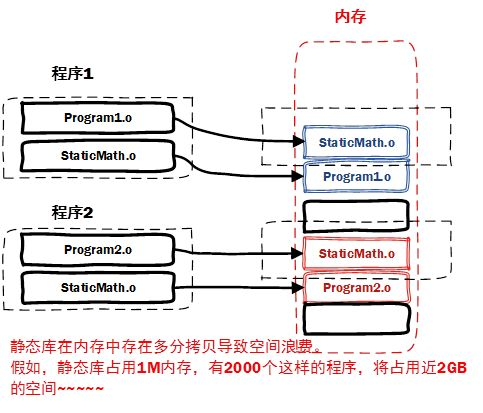 内存
程序1
Program1.o
StaticMath.o
StaticMath.o
Program1.o
程序2
Program2.o
StaticMath.o
StaticMath.o
Program2.o
静态库在内存中存在多分拷贝导致空间浪费。
假如，静态库占用1M内存，有2000个这样的程序，将占用近2GB
的空间~~~~~